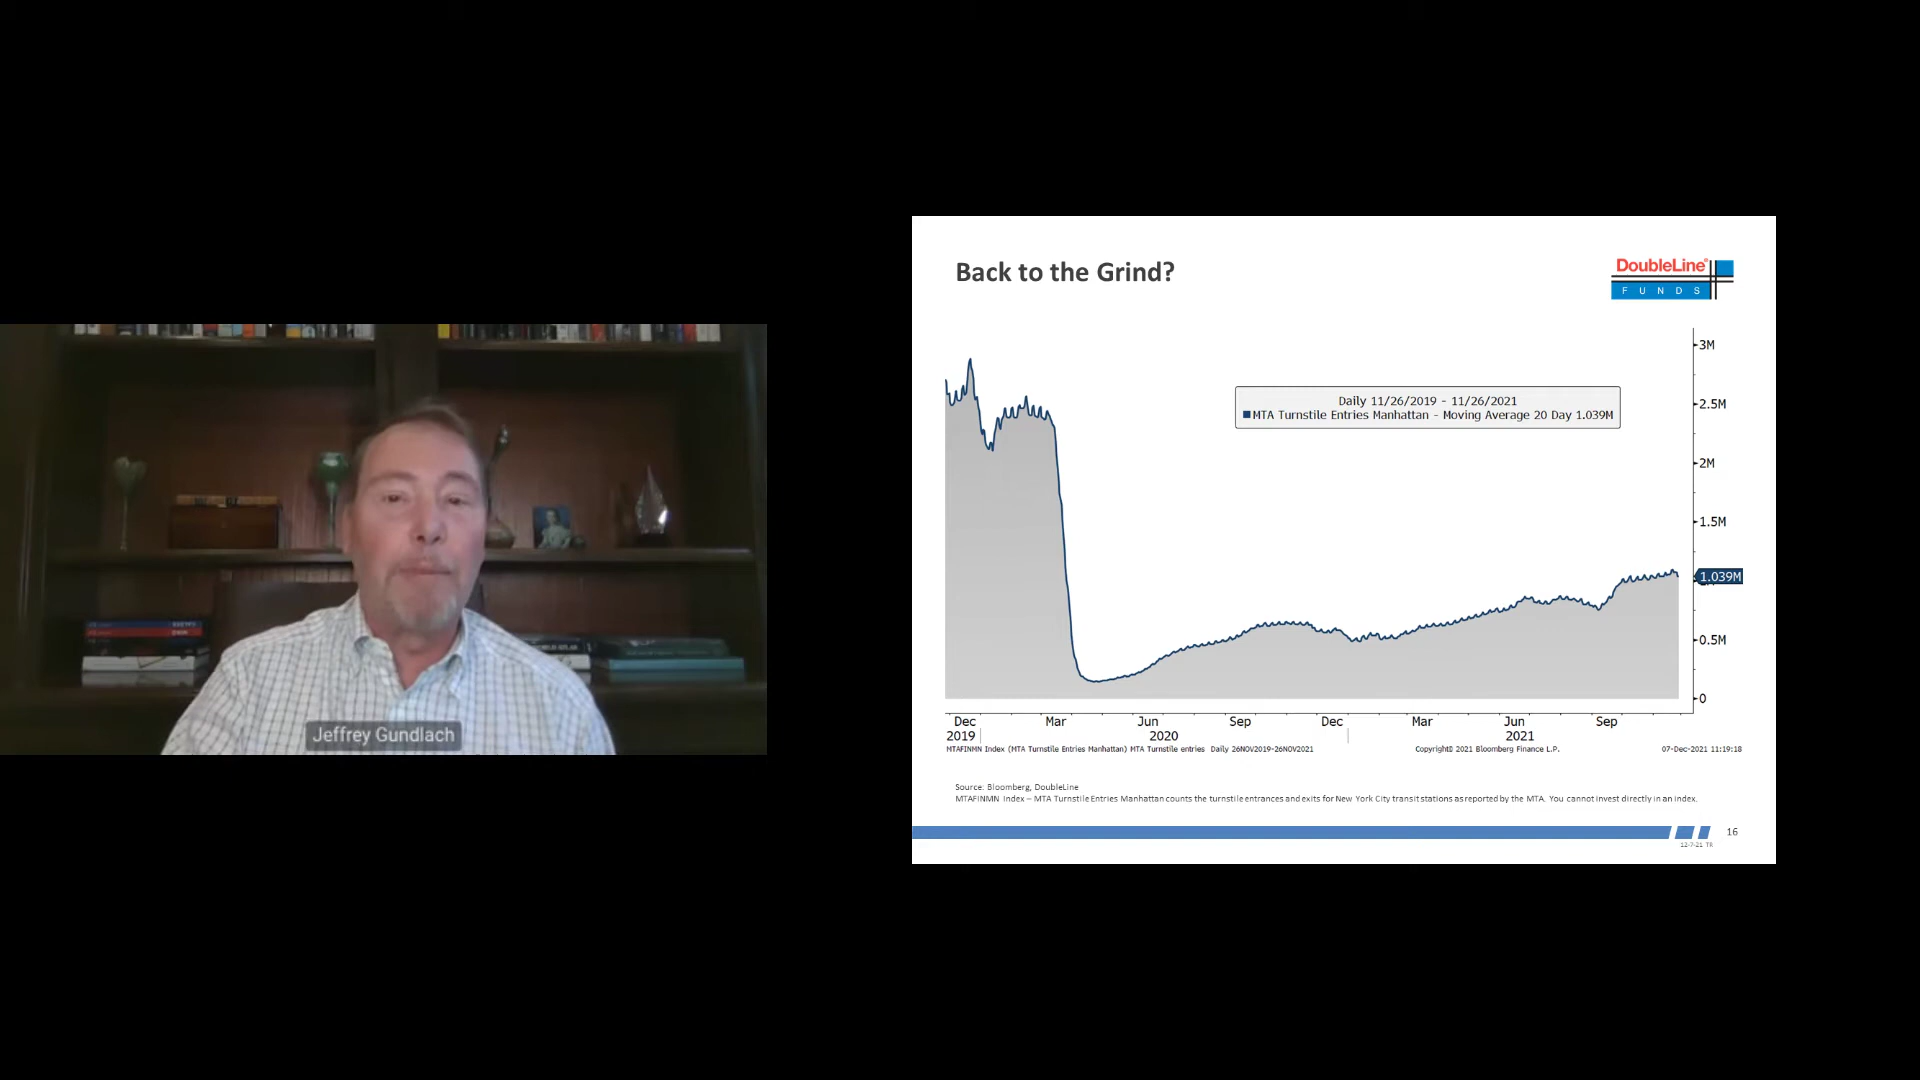 Jeffrey Gundlach
Back to the Grind?
DoubleLine®
FUNDS
3M
2.5M
2M
1.5M
1.039M
0.5M
0
Daily 11/26/2019 - 11/26/2021
MTA Turnstile Entries Manhattan - Moving Average 20 Day 1.039M
Dec Mar Jun Sep Dec Mar Jun Sep
2019 2020 2021
MTAFINMN Index (MTA Turnstile Entries Manhattan) MTA Turnstile entries Daily 26NOV2019-26NOV2021 Copyright© 2021 Bloomberg Finance L.P. 07-Dec-2021 11:19:18
Source: Bloomberg, DoubleLine
MTAFINMN Index – MTA Turnstile Entries Manhattan counts the turnstile entrances and exits for New York City transit stations as reported by the MTA. You cannot invest directly in an index.
16
12-7-21 TR